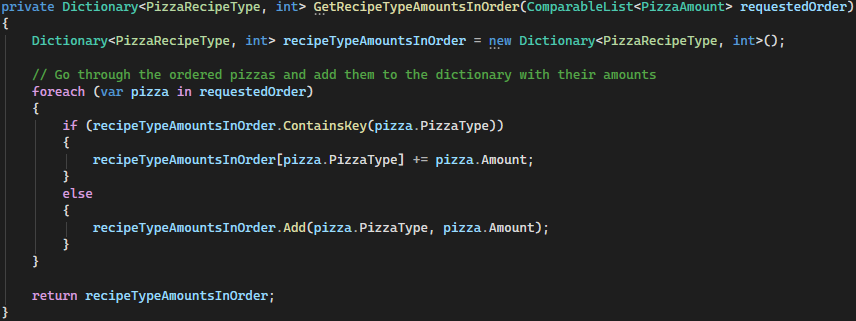 private Dictionary<PizzaRecipeType, int> GetRecipeTypeAmountsInOrder(ComparableList<PizzaAmount> requestedOrder)
{
    Dictionary<PizzaRecipeType, int> recipeTypeAmountsInOrder = new Dictionary<PizzaRecipeType, int>();

    // Go through the ordered pizzas and add them to the dictionary with their amounts
    foreach (var pizza in requestedOrder)
    {
        if (recipeTypeAmountsInOrder.ContainsKey(pizza.PizzaType))
        {
            recipeTypeAmountsInOrder[pizza.PizzaType] += pizza.Amount;
        }
        else
        {
            recipeTypeAmountsInOrder.Add(pizza.PizzaType, pizza.Amount);
        }
    }

    return recipeTypeAmountsInOrder;
}